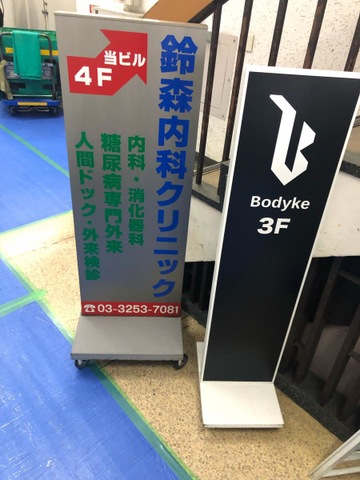 当ビル
4F
鈴森内科クリニック
内科・消化器科
糖尿病専門外来
人間ドック・外来検診
☎03-3253-7081
Bodyke
3F